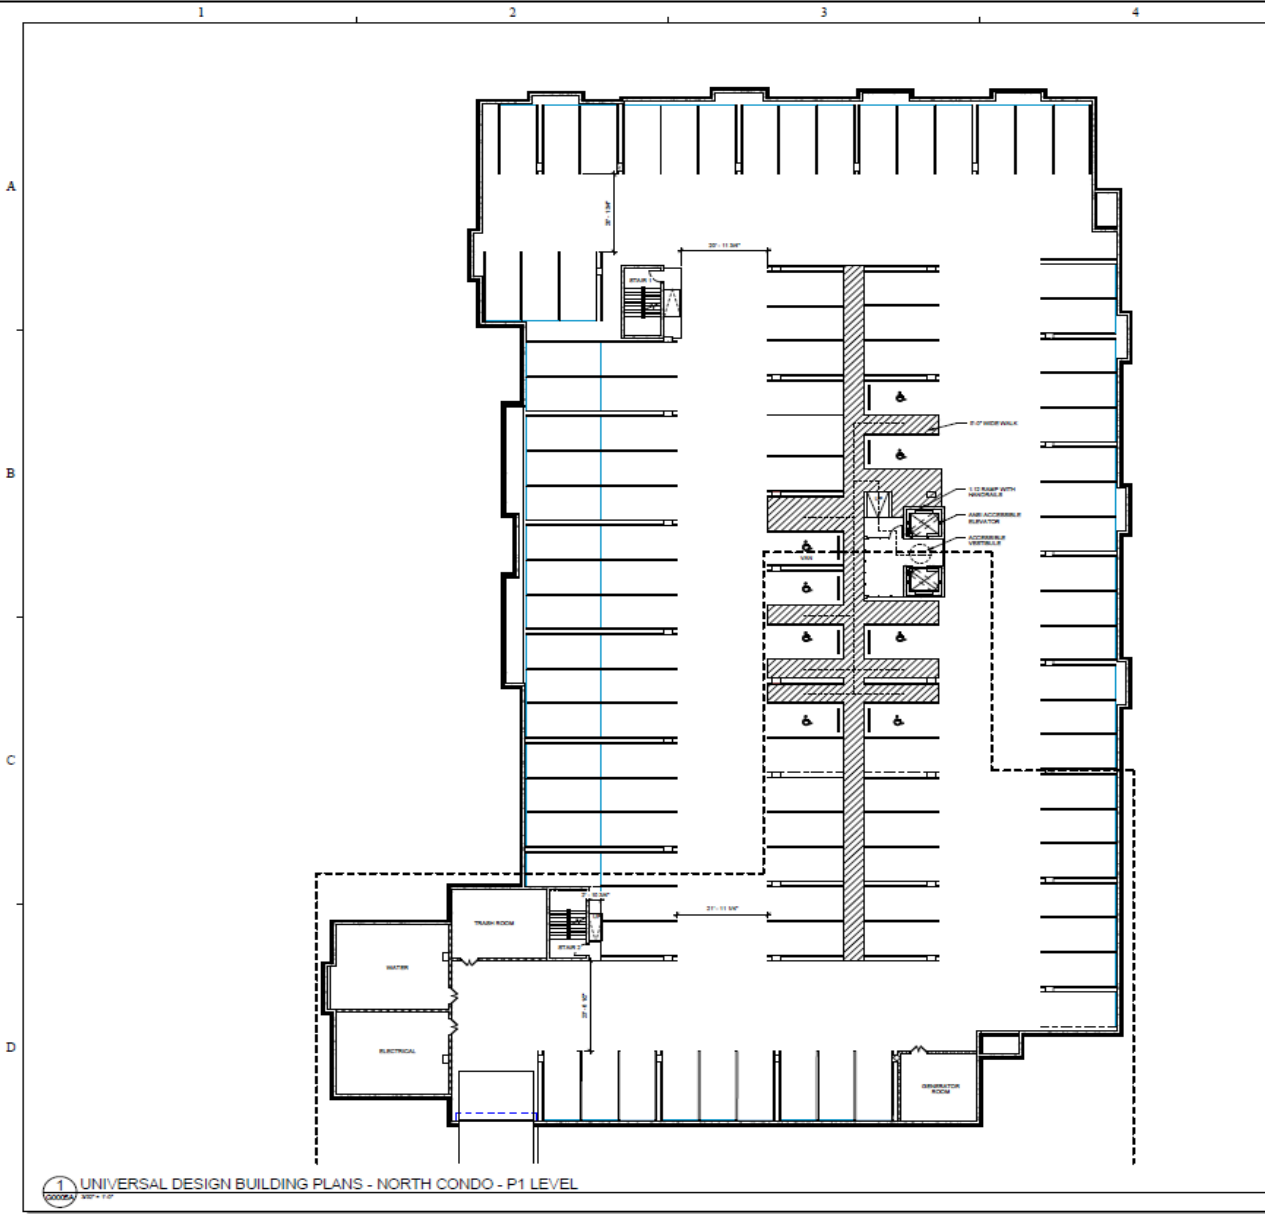 1 2 3 4
A
B
C
D
STAIR 1
5'-0" WIDE WALK
1:12 RAMP WITH
HANDRAILS
ANSI ACCESSIBLE
ELEVATOR
ACCESSIBLE
VESTIBULE
VAN
TRASH ROOM
STAIR 2
WATER
ELECTRICAL
GENERATOR
ROOM
1 UNIVERSAL DESIGN BUILDING PLANS - NORTH CONDO - P1 LEVEL